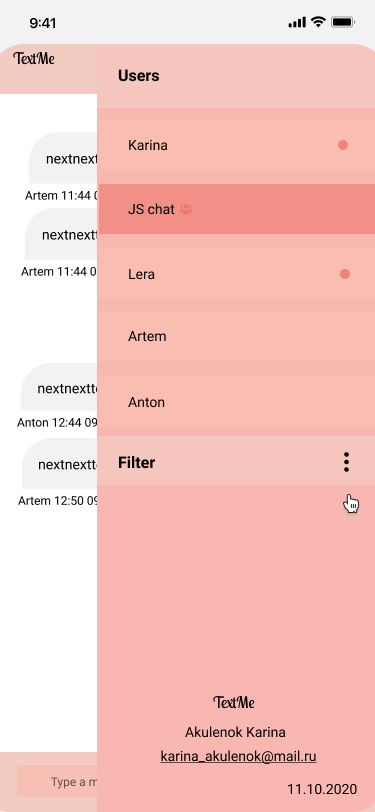 9:41
TextMe
Users
nextnext
Karina
Artem 11:44 0
JS chat
nextnextt
Artem 11:44 0
Lera
Artem
nextnextt
Anton
Anton 12:44 09
nextnextt
Filter
Artem 12:50 09
TextMe
Akulenok Karina
karina_akulenok@mail.ru
Type a m
11.10.2020